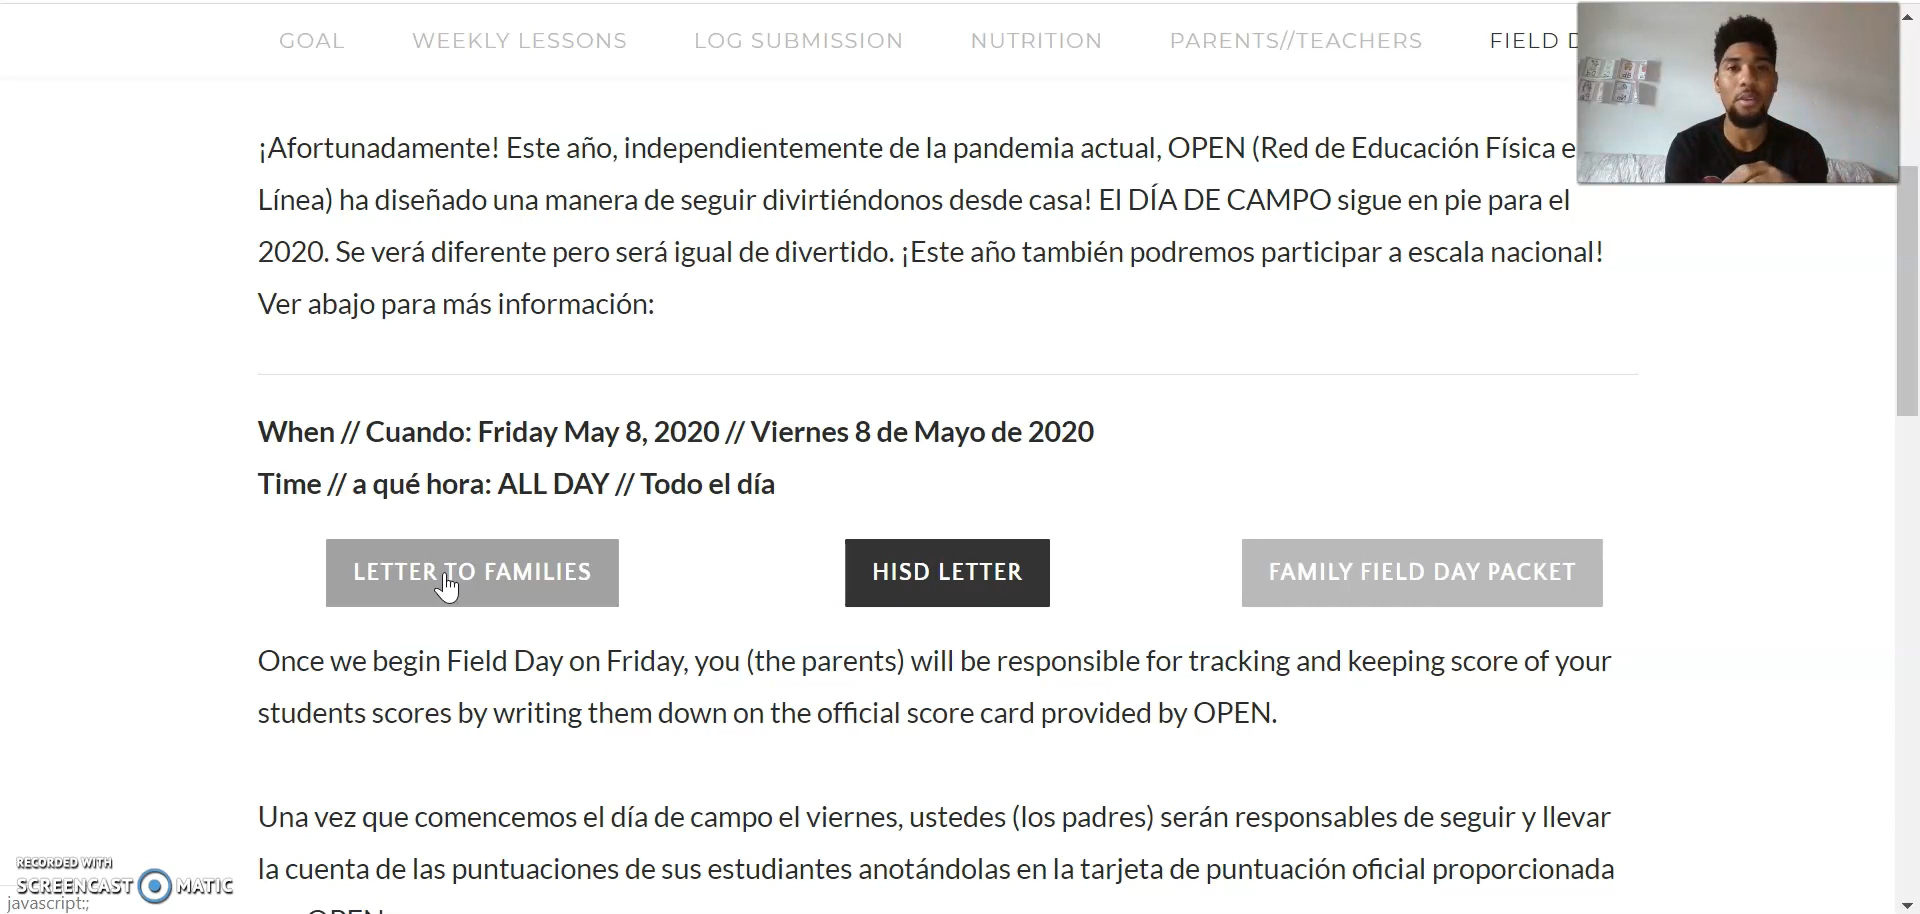 GOAL WEEKLY LESSONS LOG SUBMISSION NUTRITION PARENTS//TEACHERS FIELD
¡Afortunadamente! Este año, independientemente de la pandemia actual, OPEN (Red de Educación Física e
Línea) ha diseñado una manera de seguir divirtiéndonos desde casa! El DÍA DE CAMPO sigue en pie para el
2020. Se verá diferente pero será igual de divertido. ¡Este año también podremos participar a escala nacional!
Ver abajo para más información:
When // Cuando: Friday May 8, 2020 // Viernes 8 de Mayo de 2020
Time // a qué hora: ALL DAY // Todo el día
LETTER TO FAMILIES HISD LETTER FAMILY FIELD DAY PACKET
Once we begin Field Day on Friday, you (the parents) will be responsible for tracking and keeping score of your
students scores by writing them down on the official score card provided by OPEN.
Una vez que comencemos el día de campo el viernes, ustedes (los padres) serán responsables de seguir y llevar
la cuenta de las puntuaciones de sus estudiantes anotándolas en la tarjeta de puntuación oficial proporcionada
OPEN
RECORDED WITH
SCREENCAST MATIC
javascript:;